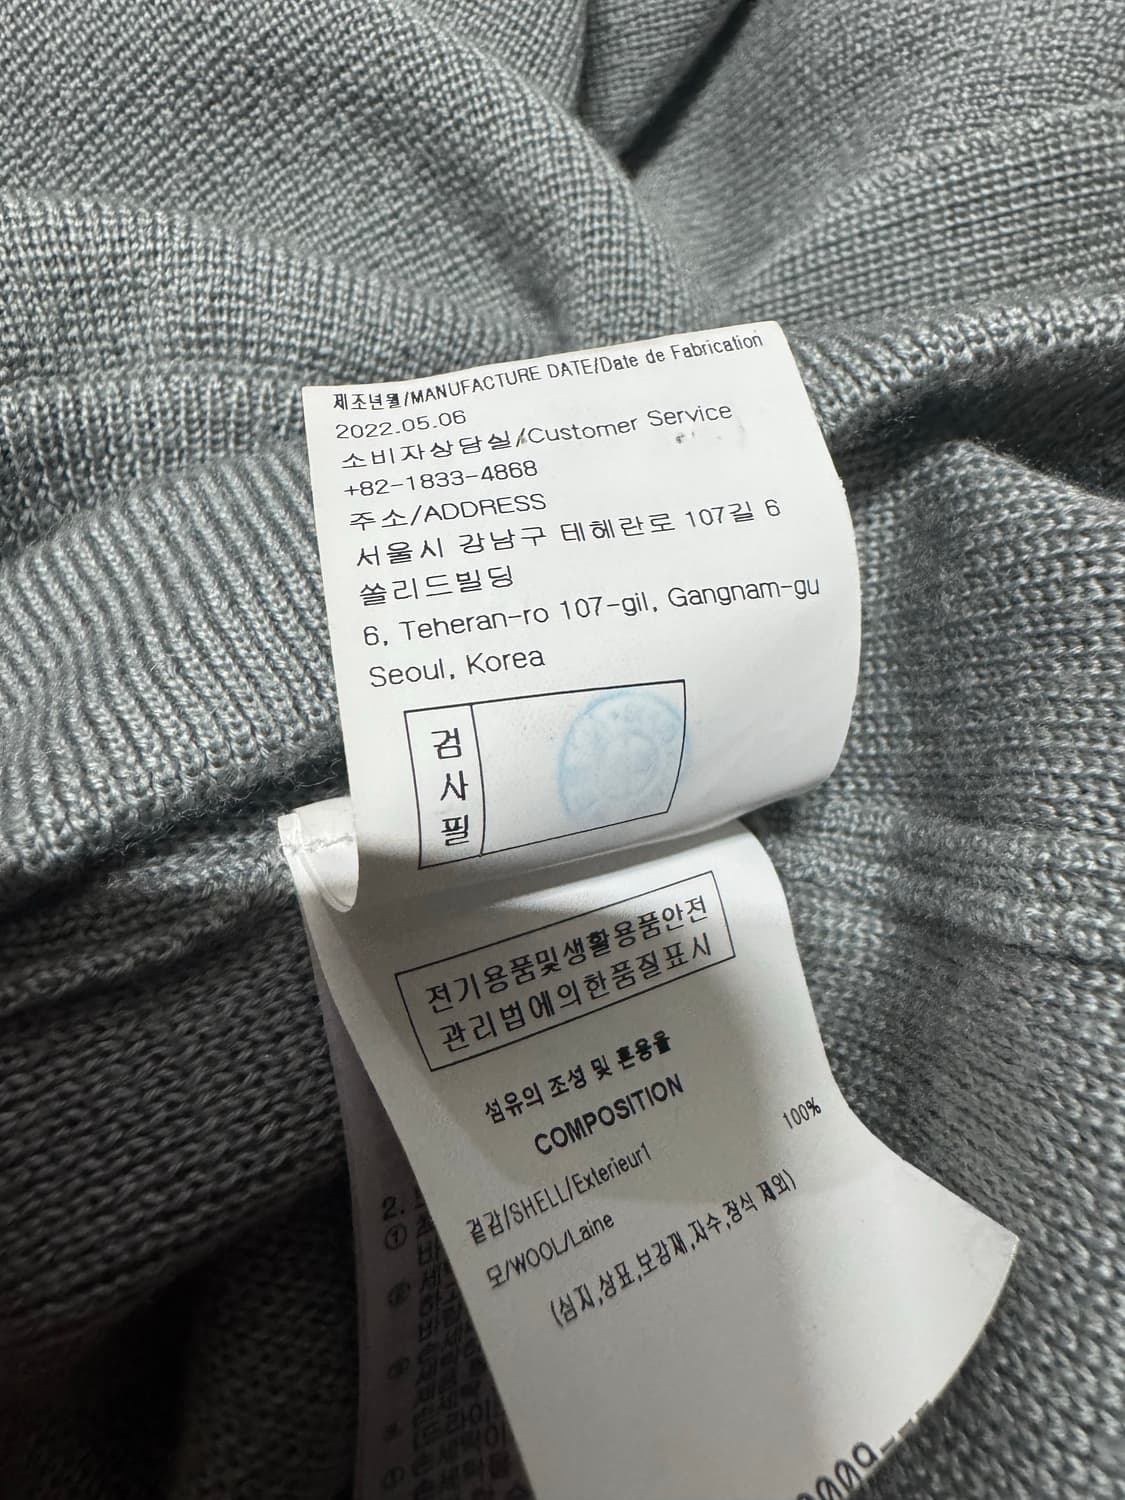 제조년월/MANUFACTURE DATE/Date de Fabrication
2022.05.06
소비자상담실/Customer Service
+82-1833-4868
주소/ADDRESS
서울시 강남구 테헤란로 107길 6
쏠리드빌딩
6, Teheran-ro 107-gil, Gangnam-gu
Seoul, Korea
검
사
필
전기용품및생활용품안전
관리법에의한품질표시
섬유의 조성 및 혼용율
COMPOSITION
겉감/SHELL/Exterieur1
모/WOOL/Laine 100%
(심지,상표,보강재,자수,장식 제외)
2.
①